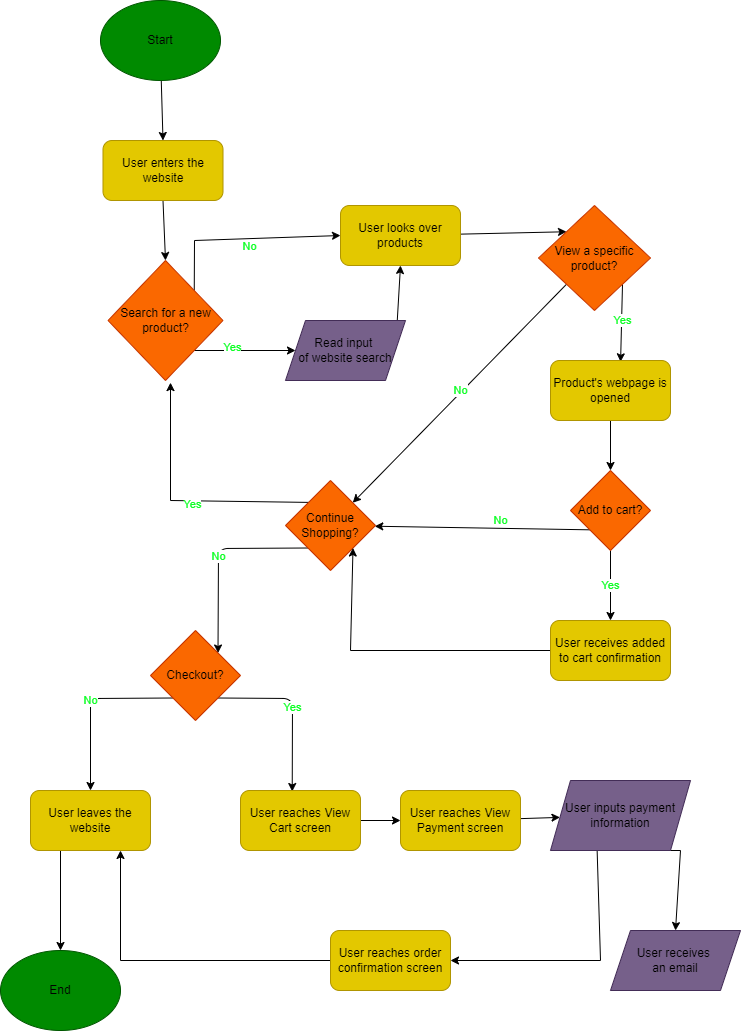 Start
User enters the
website
User looks over
products
View a specific
product?
No
Search for a new
product?
Yes
Read input
of website search
Yes
Product's webpage is
opened
No
Yes
Continue
Shopping?
No
Add to cart?
No
Yes
User receives added
to cart confirmation
Checkout?
No
Yes
User leaves the
website
User reaches View
Cart screen
User reaches View
Payment screen
User inputs payment
information
User reaches order
confirmation screen
User receives
an email
End